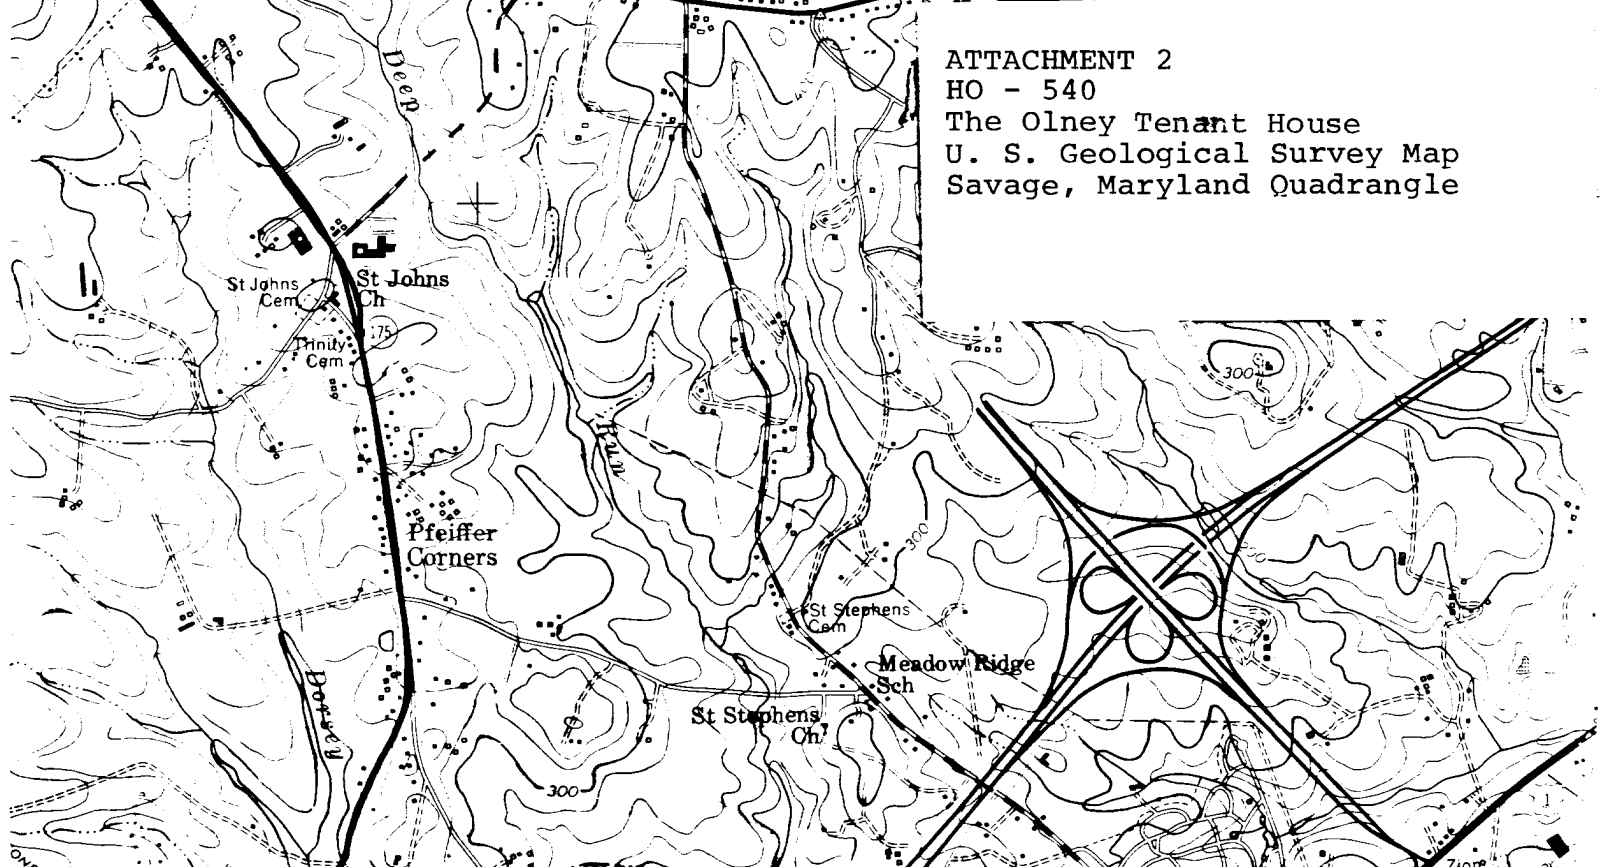 ATTACHMENT 2
HO - 540
The Olney Tenant House
U. S. Geological Survey Map
Savage, Maryland Quadrangle
Deep
St Johns
Cem
St Johns
Ch
175
Trinity
Cem
300
Run
Pfeiffer
Corners
300
St Stephens
Cem
Meadow Ridge
Sch
Dorsey
St Stephens
Ch
300
Zion